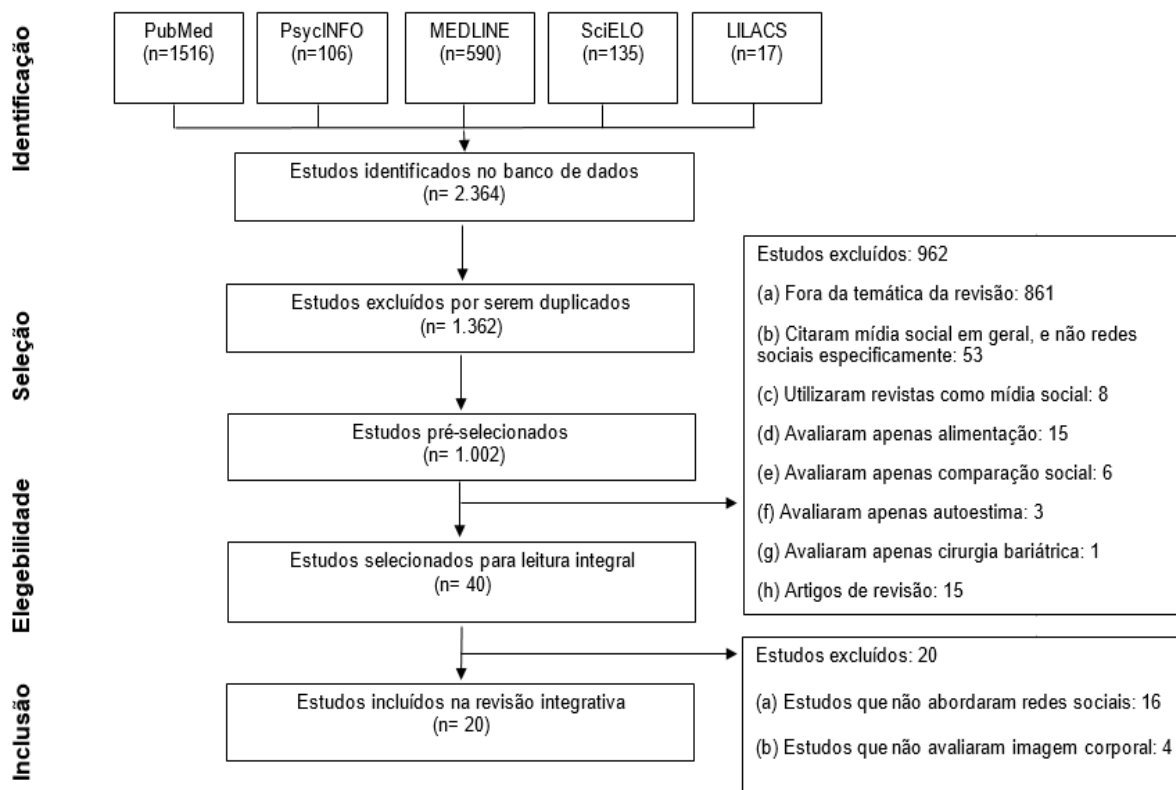 Identificação
PubMed
(n=1516)
PsycINFO
(n=106)
MEDLINE
(n=590)
SciELO
(n=135)
LILACS
(n=17)
Estudos identificados no banco de dados
(n= 2.364)
Seleção
Estudos excluídos por serem duplicados
(n= 1.362)
Estudos pré-selecionados
(n= 1.002)
Estudos excluídos: 962
(a) Fora da temática da revisão: 861
(b) Citaram mídia social em geral, e não redes
sociais especificamente: 53
(c) Utilizaram revistas como mídia social: 8
(d) Avaliaram apenas alimentação: 15
(e) Avaliaram apenas comparação social: 6
(f) Avaliaram apenas autoestima: 3
(g) Avaliaram apenas cirurgia bariátrica: 1
(h) Artigos de revisão: 15
Elegebilidade
Estudos selecionados para leitura integral
(n= 40)
Estudos excluídos: 20
(a) Estudos que não abordaram redes sociais: 16
(b) Estudos que não avaliaram imagem corporal: 4
Inclusão
Estudos incluídos na revisão integrativa
(n= 20)